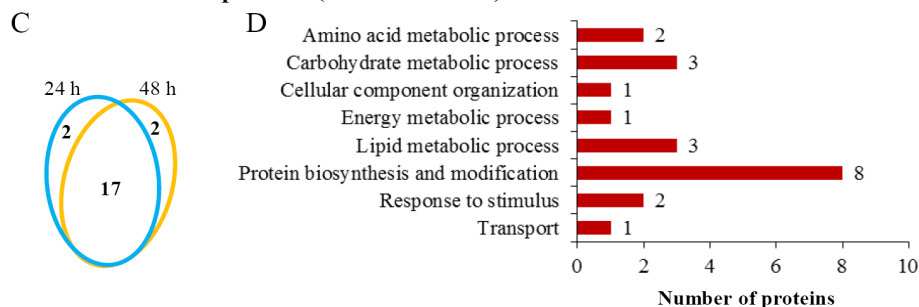 C
D
24 h
48 h
2
2
17
Amino acid metabolic process 2
Carbohydrate metabolic process 3
Cellular component organization 1
Energy metabolic process 1
Lipid metabolic process 3
Protein biosynthesis and modification 8
Response to stimulus 2
Transport 1
0 2 4 6 8 10
Number of proteins